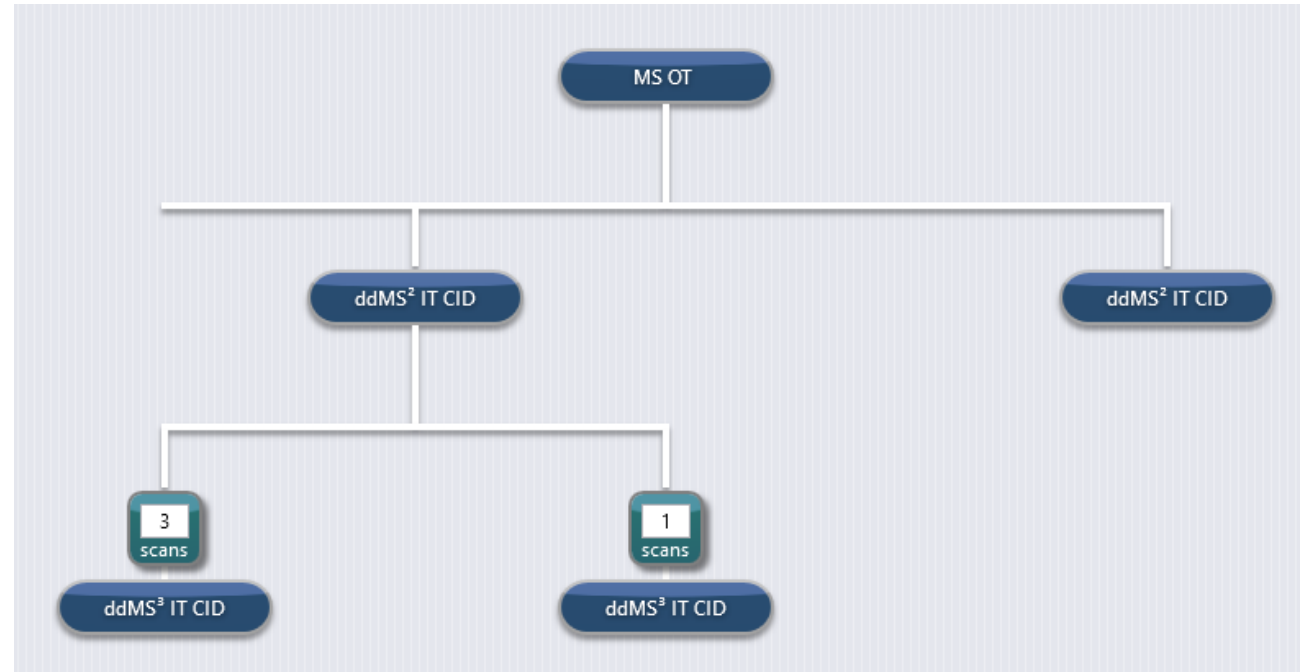 MS OT
ddMS² IT CID
ddMS² IT CID
3
scans
1
scans
ddMS³ IT CID
ddMS³ IT CID